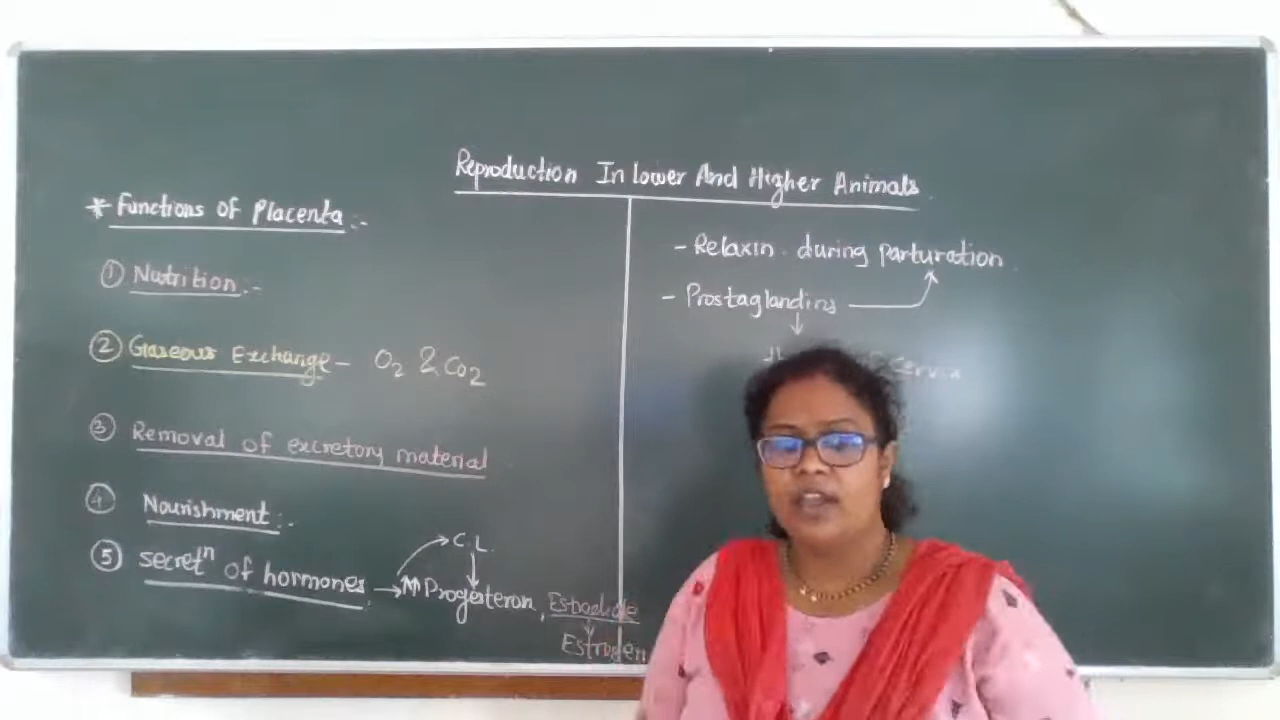 Reproduction In Lower And Higher Animals
* Functions Of Placenta :-
① Nutrition :-
② Gaseous Exchange - O2 & Co2
③ Removal of excretory material
④ Nourishment :-
⑤ secretn of hormones → ↑↑ Progesteron, Estradiole
C.L.
Estrogen
- Relaxin during parturation
- Prostaglandins
Cervix